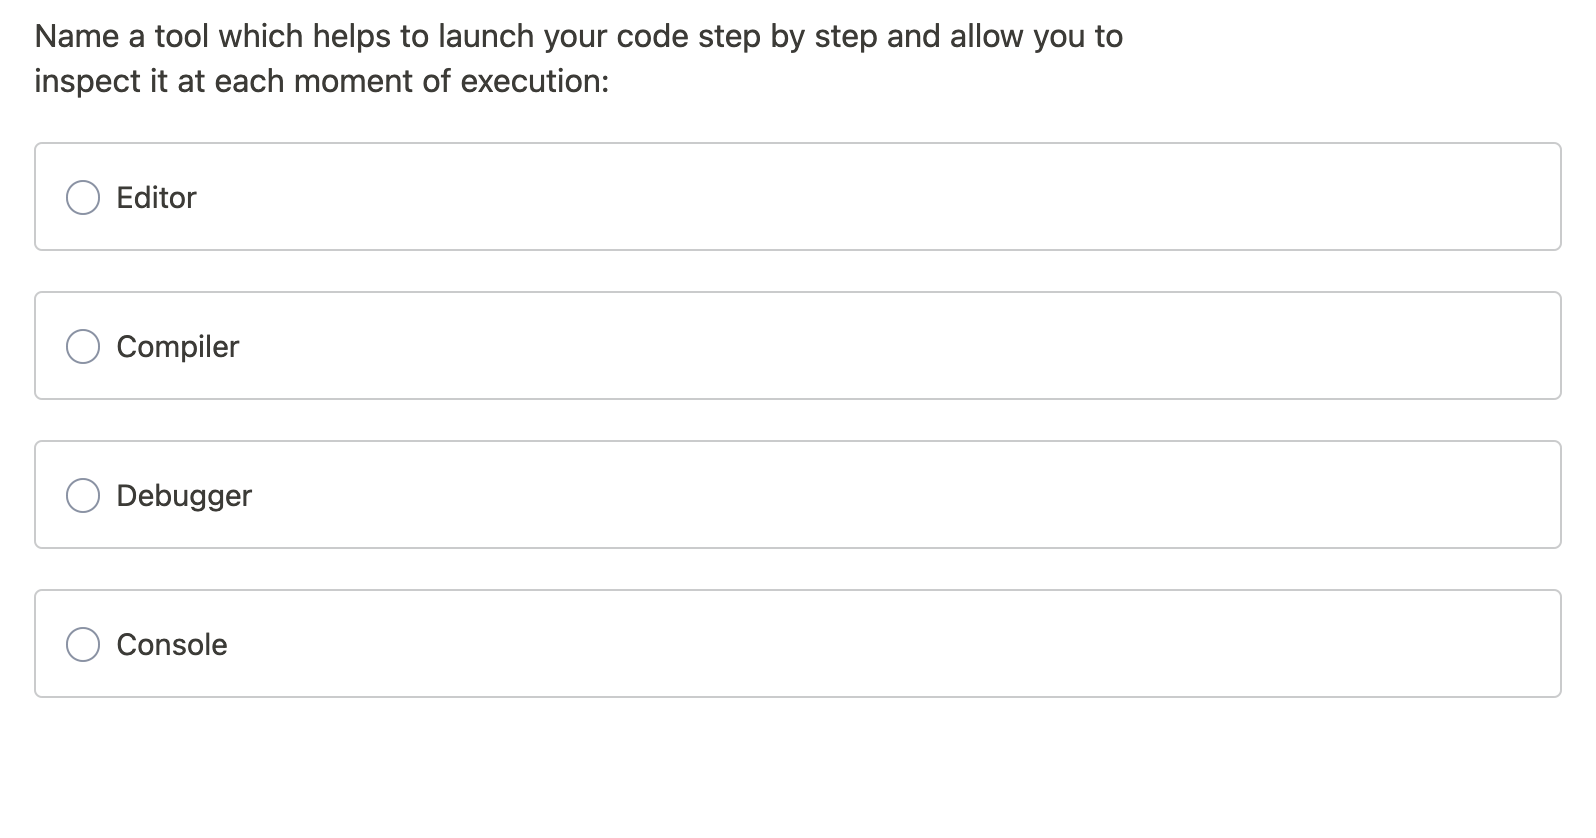 Name a tool which helps to launch your code step by step and allow you to
inspect it at each moment of execution:
Editor
Compiler
Debugger
Console